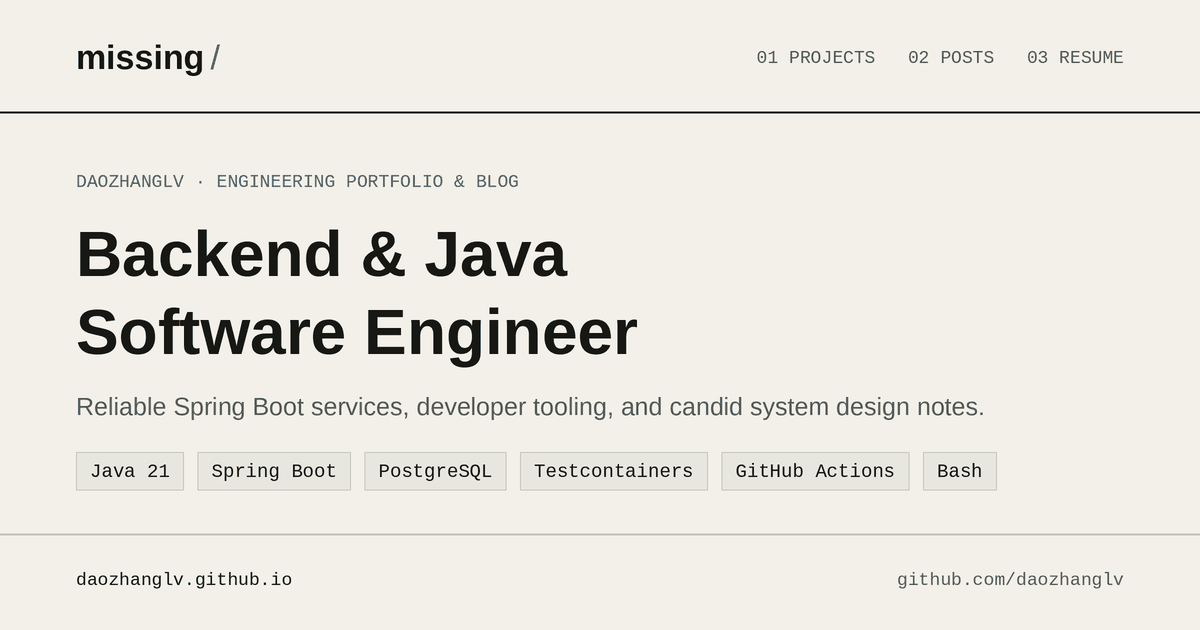 missing /
01 PROJECTS 02 POSTS 03 RESUME
DAOZHANGLV · ENGINEERING PORTFOLIO & BLOG
Backend & Java
Software Engineer
Reliable Spring Boot services, developer tooling, and candid system design notes.
Java 21 Spring Boot PostgreSQL Testcontainers GitHub Actions Bash
daozhanglv.github.io
github.com/daozhanglv